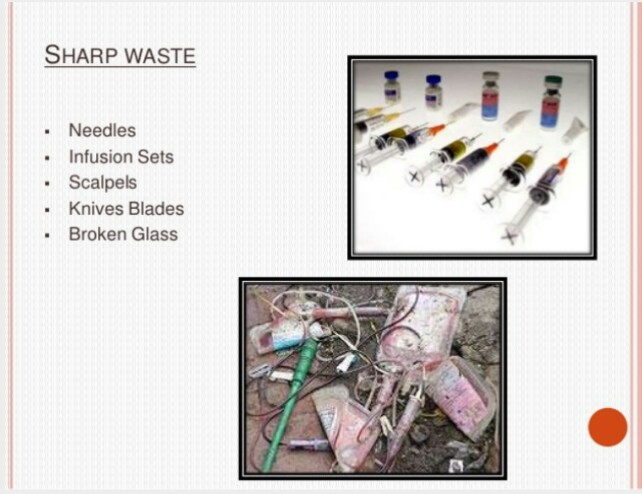 SHARP WASTE
▪ Needles
▪ Infusion Sets
▪ Scalpels
▪ Knives Blades
▪ Broken Glass